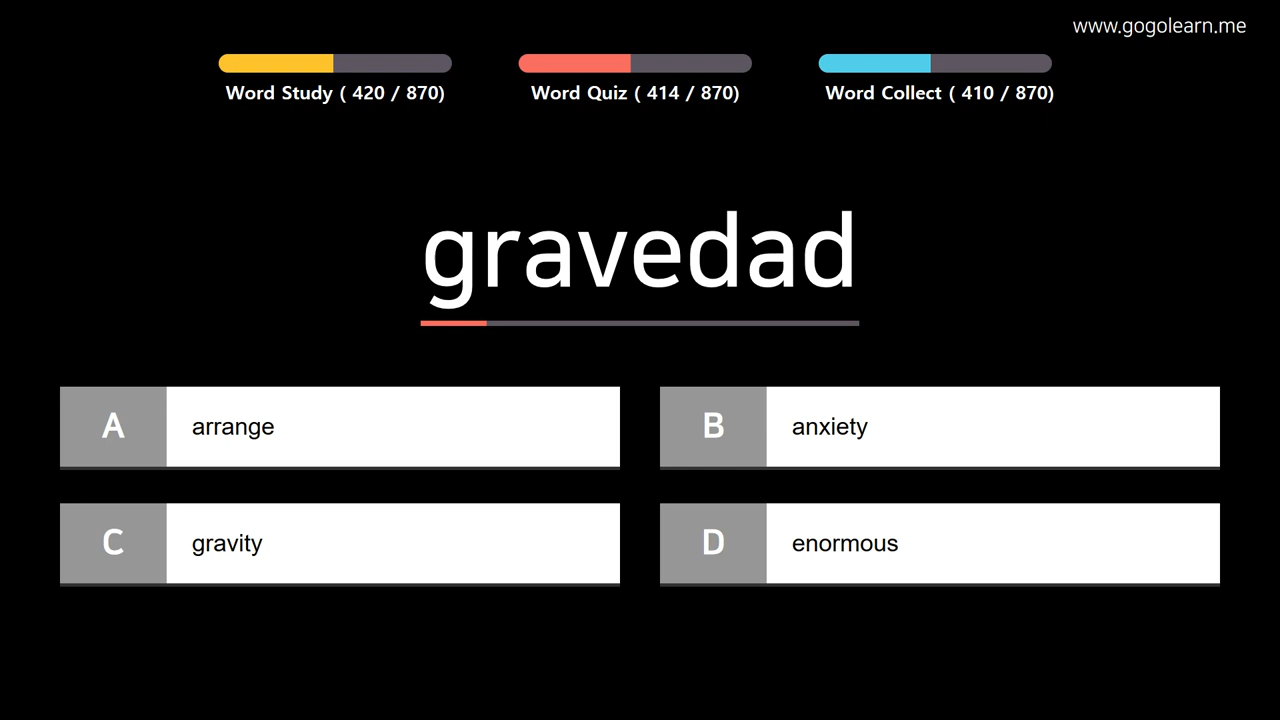 www.gogolearn.me
Word Study ( 420 / 870)
Word Quiz ( 414 / 870)
Word Collect ( 410 / 870)
gravedad
A
arrange
B
anxiety
C
gravity
D
enormous